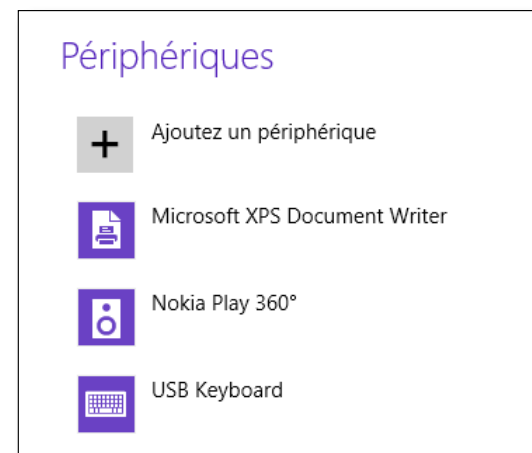 Périphériques
Ajoutez un périphérique
Microsoft XPS Document Writer
Nokia Play 360°
USB Keyboard